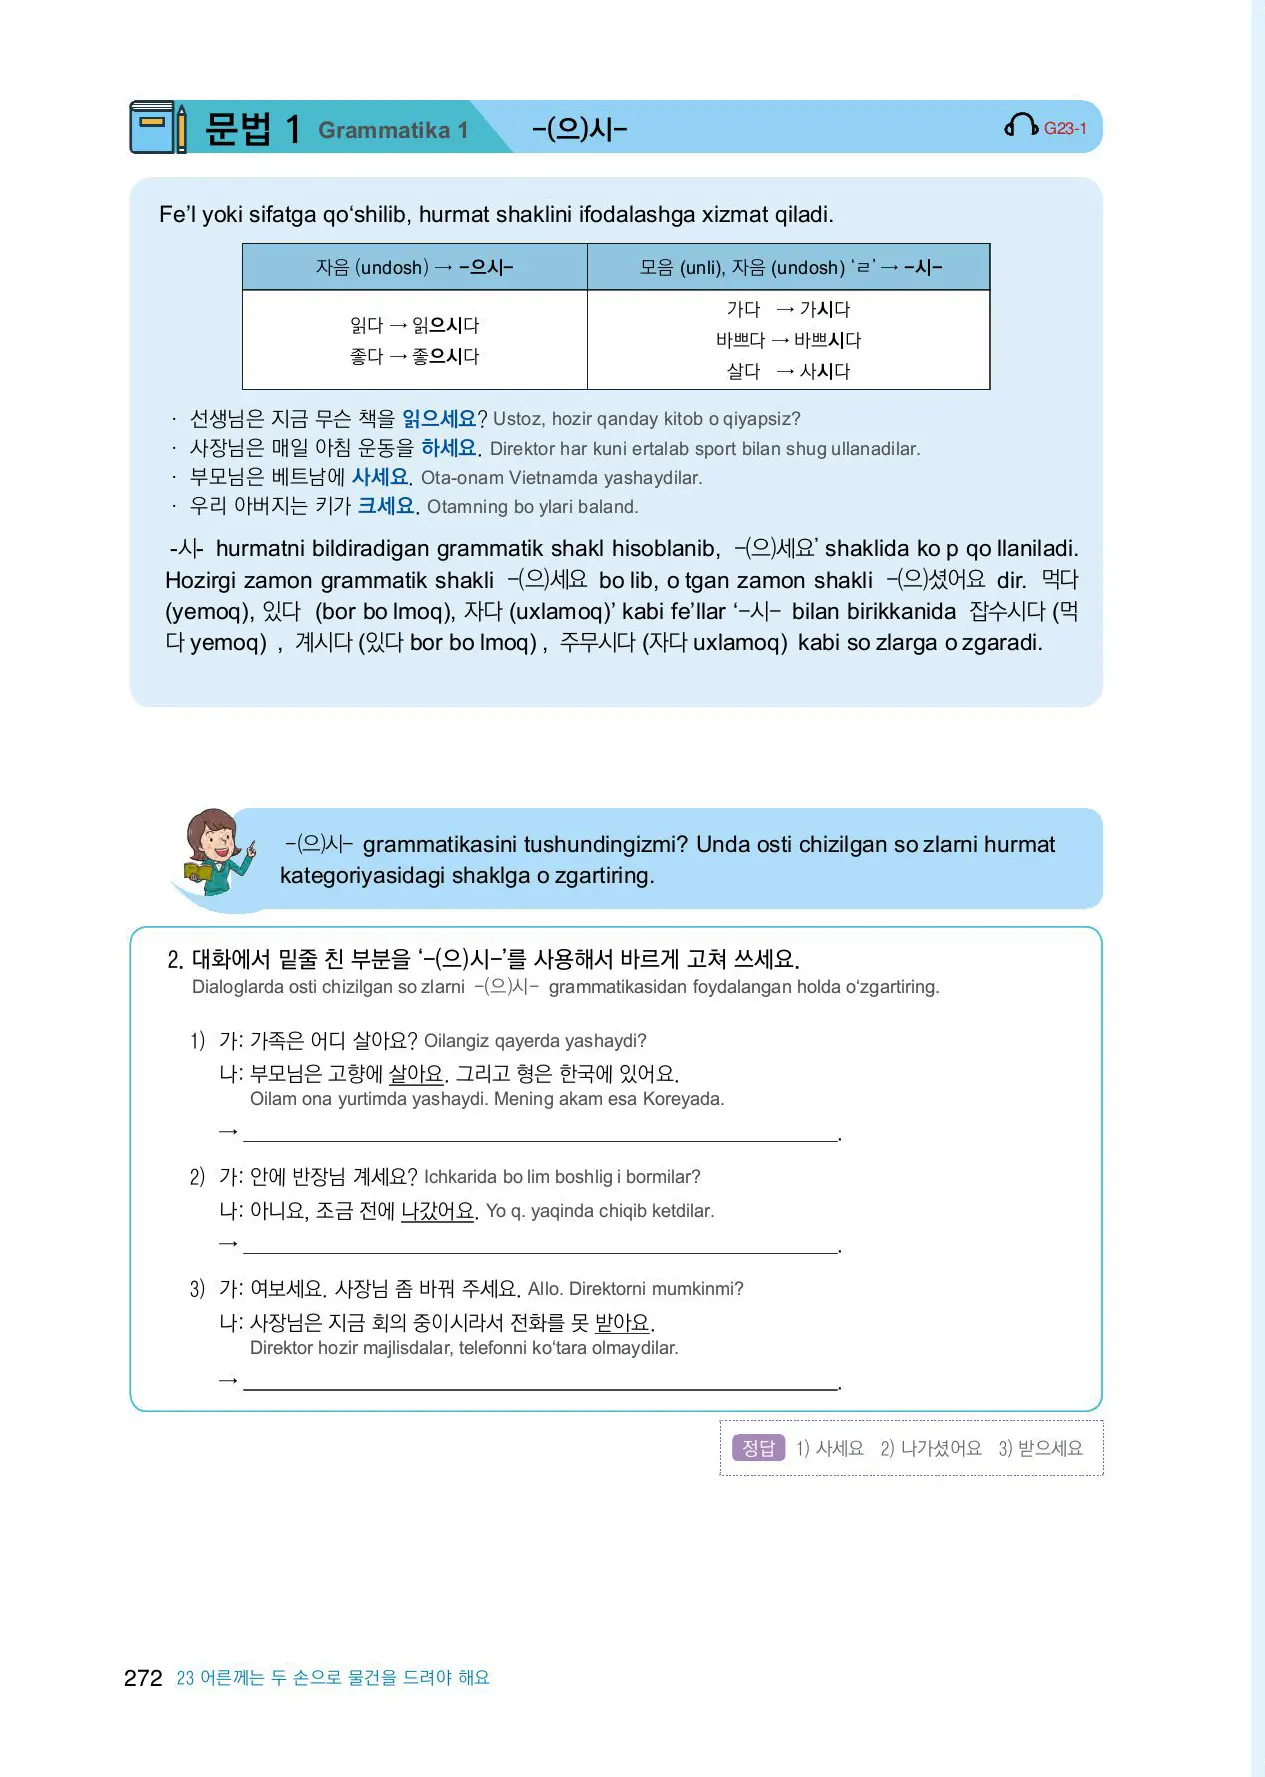 문법 1 Grammatika 1 -(으)시- G23-1
Fe’l yoki sifatga qo‘shilib, hurmat shaklini ifodalashga xizmat qiladi.
자음 (undosh) → -으시- 모음 (unli), 자음 (undosh) ‘ㄹ’ → -시-
읽다 → 읽으시다
좋다 → 좋으시다
가다 → 가시다
바쁘다 → 바쁘시다
살다 → 사시다
· 선생님은 지금 무슨 책을 읽으세요? Ustoz, hozir qanday kitob o qiyapsiz?
· 사장님은 매일 아침 운동을 하세요. Direktor har kuni ertalab sport bilan shug ullanadilar.
· 부모님은 베트남에 사세요. Ota-onam Vietnamda yashaydilar.
· 우리 아버지는 키가 크세요. Otamning bo ylari baland.
-시- hurmatni bildiradigan grammatik shakl hisoblanib, -(으)세요’ shaklida ko p qo llaniladi.
Hozirgi zamon grammatik shakli -(으)세요 bo lib, o tgan zamon shakli -(으)셨어요 dir. 먹다
(yemoq), 있다 (bor bo lmoq), 자다 (uxlamoq)’ kabi fe’llar ‘-시- bilan birikkanida 잡수시다 (먹
다 yemoq) , 계시다 (있다 bor bo lmoq) , 주무시다 (자다 uxlamoq) kabi so zlarga o zgaradi.
-(으)시- grammatikasini tushundingizmi? Unda osti chizilgan so zlarni hurmat
kategoriyasidagi shaklga o zgartiring.
2. 대화에서 밑줄 친 부분을 ‘-(으)시-’를 사용해서 바르게 고쳐 쓰세요.
Dialoglarda osti chizilgan so zlarni -(으)시- grammatikasidan foydalangan holda o‘zgartiring.
1) 가: 가족은 어디 살아요? Oilangiz qayerda yashaydi?
나: 부모님은 고향에 살아요. 그리고 형은 한국에 있어요.
Oilam ona yurtimda yashaydi. Mening akam esa Koreyada.
→ .
2) 가: 안에 반장님 계세요? Ichkarida bo lim boshlig i bormilar?
나: 아니요, 조금 전에 나갔어요. Yo q. yaqinda chiqib ketdilar.
→ .
3) 가: 여보세요. 사장님 좀 바꿔 주세요. Allo. Direktorni mumkinmi?
나: 사장님은 지금 회의 중이시라서 전화를 못 받아요.
Direktor hozir majlisdalar, telefonni ko‘tara olmaydilar.
→ .
정답 1) 사세요 2) 나가셨어요 3) 받으세요
272 23 어른께는 두 손으로 물건을 드려야 해요